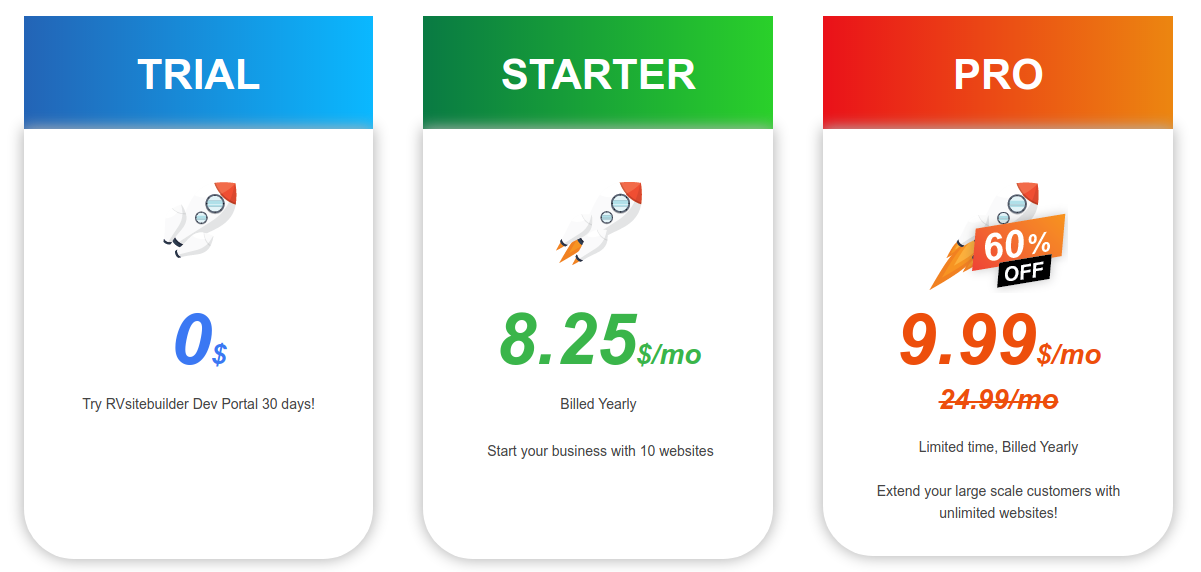 TRIAL
0$
Try RVsitebuilder Dev Portal 30 days!
STARTER
8.25$/mo
Billed Yearly
Start your business with 10 websites
PRO
60%
OFF
9.99$/mo
24.99/mo
Limited time, Billed Yearly
Extend your large scale customers with
unlimited websites!